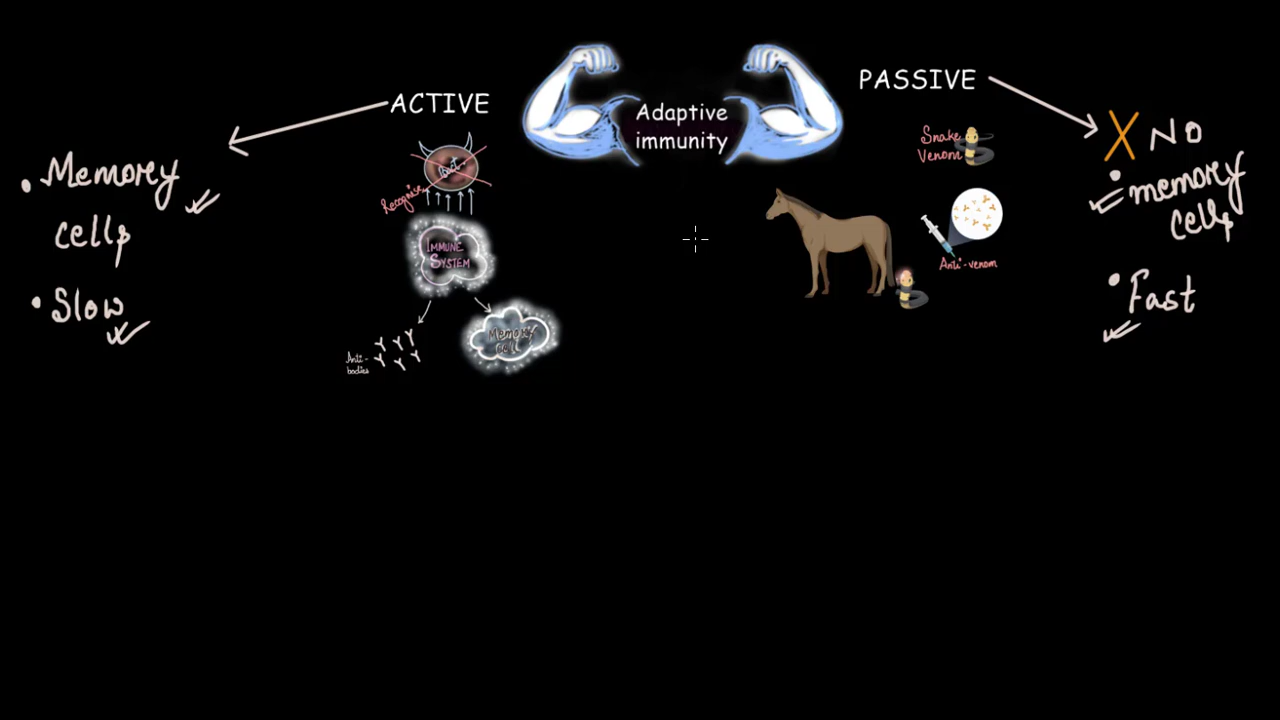 Adaptive
immunity
ACTIVE
• Memory
cells
• Slow
Bact
Recognise
IMMUNE
SYSTEM
Anti-
bodies
Memory
cell
PASSIVE
Snake
Venom
Anti-venom
X NO
• memory
cells
• Fast